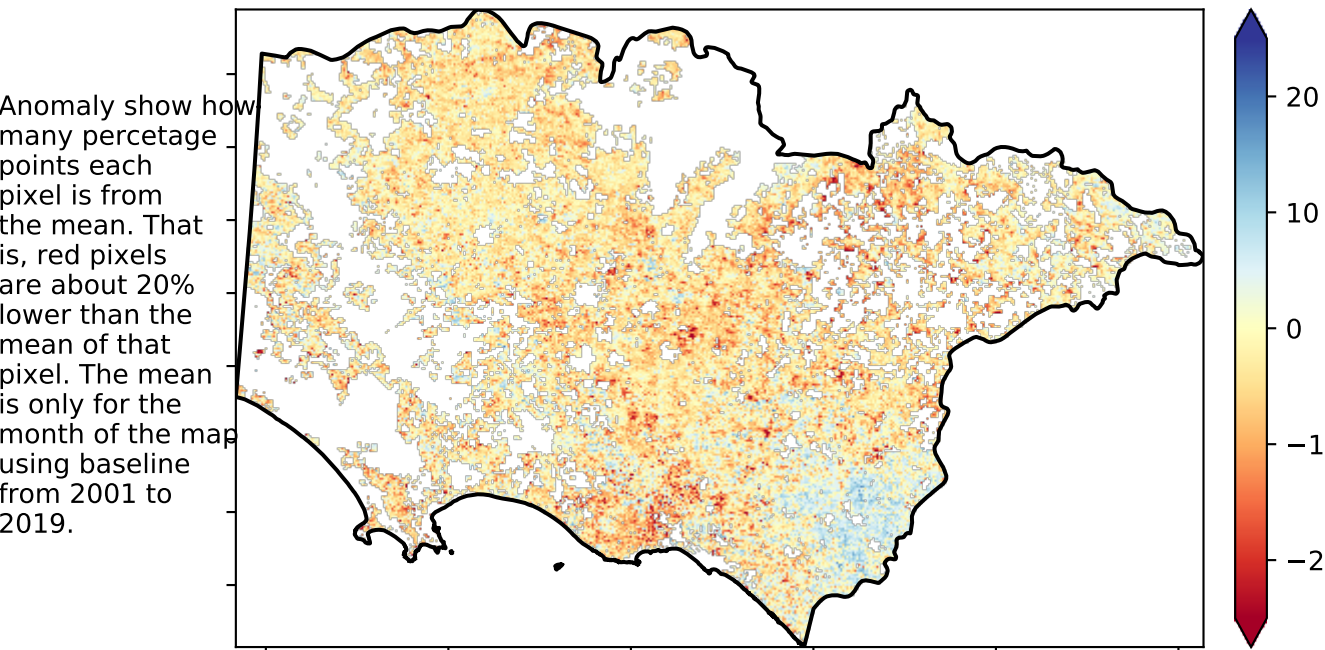 Anomaly show how
many percetage
points each
pixel is from
the mean. That
is, red pixels
are about 20%
lower than the
mean of that
pixel. The mean
is only for the
month of the map
using baseline
from 2001 to
2019.
20
10
0
−1
−2